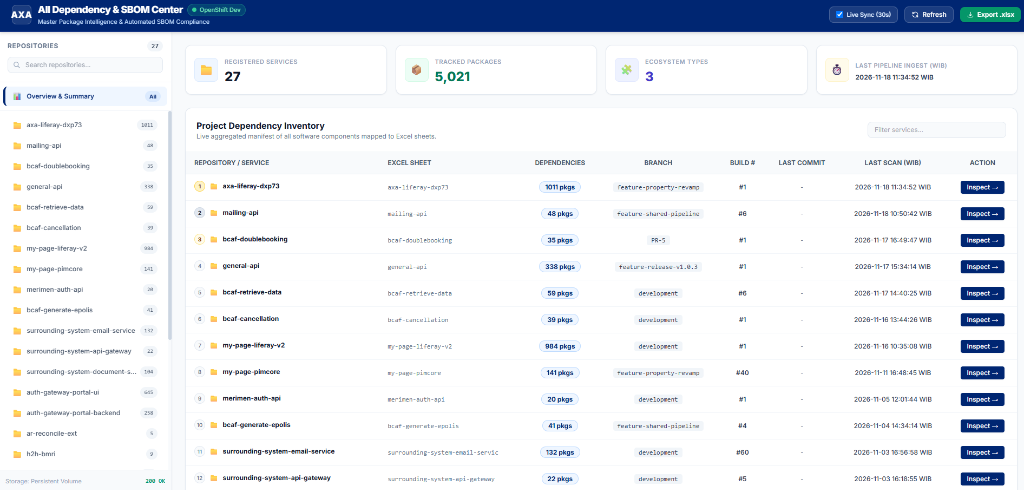 AXA All Dependency & SBOM Center OpenShift Dev
Master Package Intelligence & Automated SBOM Compliance
Live Sync (30s) Refresh Export .xlsx
REPOSITORIES 27
Search repositories...
Overview & Summary All
axa-liferay-dxp73 1011
mailing-api 48
bcaf-doublebooking 35
general-api 338
bcaf-retrieve-data 59
bcaf-cancellation 39
my-page-liferay-v2 984
my-page-pimcore 141
merimen-auth-api 20
bcaf-generate-epolis 41
surrounding-system-email-service 132
surrounding-system-api-gateway 22
surrounding-system-document-s... 104
auth-gateway-portal-ui 645
auth-gateway-portal-backend 258
ar-reconcile-ext
h2h-bmri 9
Storage: Persistent Volume 200 OK
REGISTERED SERVICES
27
TRACKED PACKAGES
5,021
ECOSYSTEM TYPES
3
LAST PIPELINE INGEST (WIB)
2026-11-18 11:34:52 WIB
Project Dependency Inventory
Live aggregated manifest of all software components mapped to Excel sheets.
Filter services...
REPOSITORY / SERVICE EXCEL SHEET DEPENDENCIES BRANCH BUILD # LAST COMMIT LAST SCAN (WIB) ACTION
1 axa-liferay-dxp73 axa-liferay-dxp73 1011 pkgs feature-property-revamp #1 - 2026-11-18 11:34:52 WIB Inspect →
2 mailing-api mailing-api 48 pkgs feature-shared-pipeline #6 - 2026-11-18 10:50:42 WIB Inspect →
3 bcaf-doublebooking bcaf-doublebooking 35 pkgs PR-5 #1 - 2026-11-17 16:49:47 WIB Inspect →
4 general-api general-api 338 pkgs feature-release-v1.0.3 #1 - 2026-11-17 15:34:14 WIB Inspect →
5 bcaf-retrieve-data bcaf-retrieve-data 59 pkgs development #6 - 2026-11-17 14:40:25 WIB Inspect →
6 bcaf-cancellation bcaf-cancellation 39 pkgs development #1 - 2026-11-16 13:44:26 WIB Inspect →
7 my-page-liferay-v2 my-page-liferay-v2 984 pkgs development #1 - 2026-11-16 10:35:08 WIB Inspect →
8 my-page-pimcore my-page-pimcore 141 pkgs feature-property-revamp #40 - 2026-11-11 16:48:45 WIB Inspect →
9 merimen-auth-api merimen-auth-api 20 pkgs development #1 - 2026-11-05 12:01:44 WIB Inspect →
10 bcaf-generate-epolis bcaf-generate-epolis 41 pkgs feature-shared-pipeline #4 - 2026-11-04 14:34:14 WIB Inspect →
11 surrounding-system-email-service surrounding-system-email-servic 132 pkgs development #60 - 2026-11-03 16:56:58 WIB Inspect →
12 surrounding-system-api-gateway surrounding-system-api-gateway 22 pkgs development #5 - 2026-11-03 16:18:55 WIB Inspect →